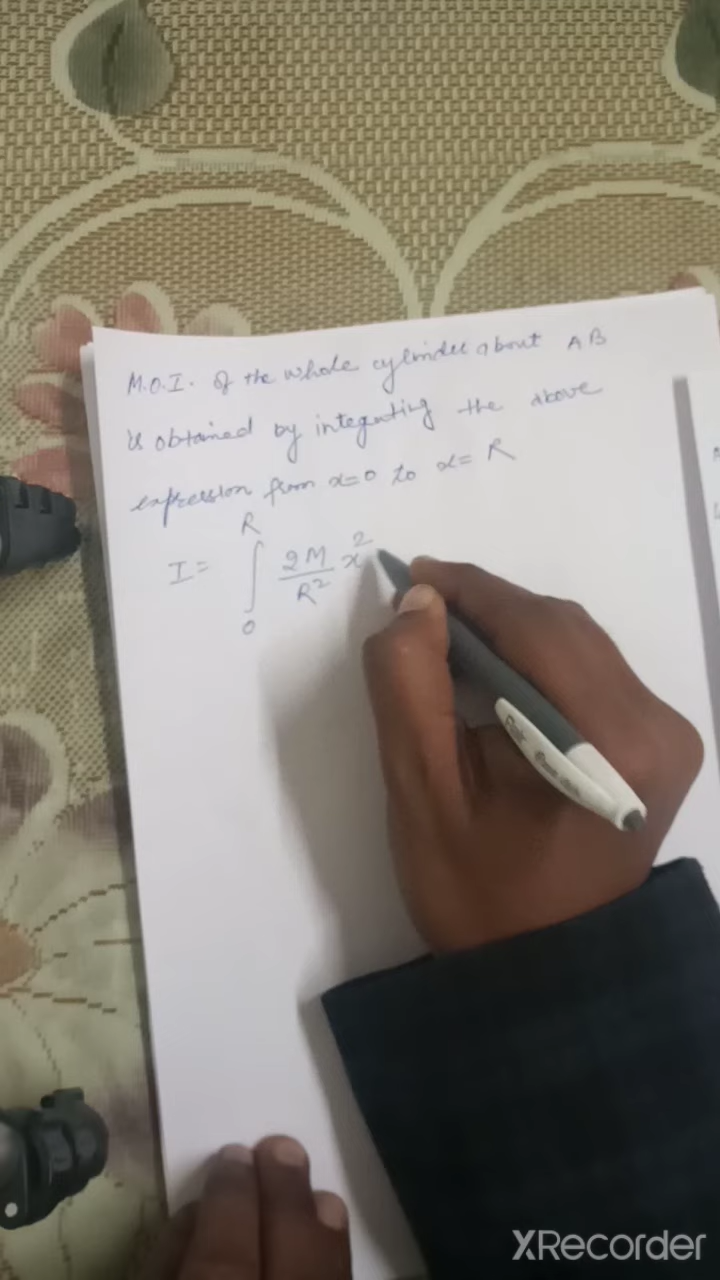 M.O.I. of the whole cylinder about AB
is obtained by integrating the above
expression from x=0 to x= R
I= ∫₀ᴿ 2M/R² x²
XRecorder